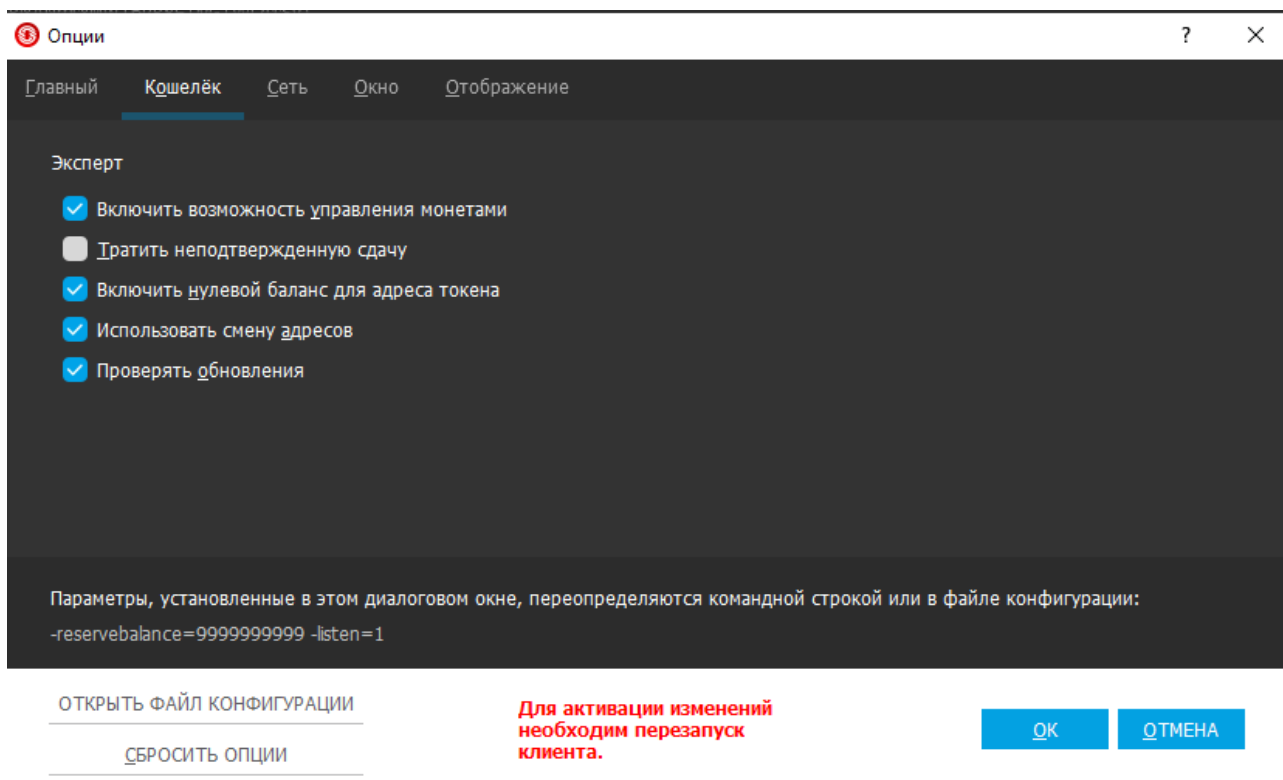 Опции
?
Главный Кошелёк Сеть Окно Отображение
Эксперт
Включить возможность управления монетами
Тратить неподтвержденную сдачу
Включить нулевой баланс для адреса токена
Использовать смену адресов
Проверять обновления
Параметры, установленные в этом диалоговом окне, переопределяются командной строкой или в файле конфигурации:
-reservebalance=9999999999 -listen=1
ОТКРЫТЬ ФАЙЛ КОНФИГУРАЦИИ
СБРОСИТЬ ОПЦИИ
Для активации изменений
необходим перезапуск
клиента.
OK ОТМЕНА